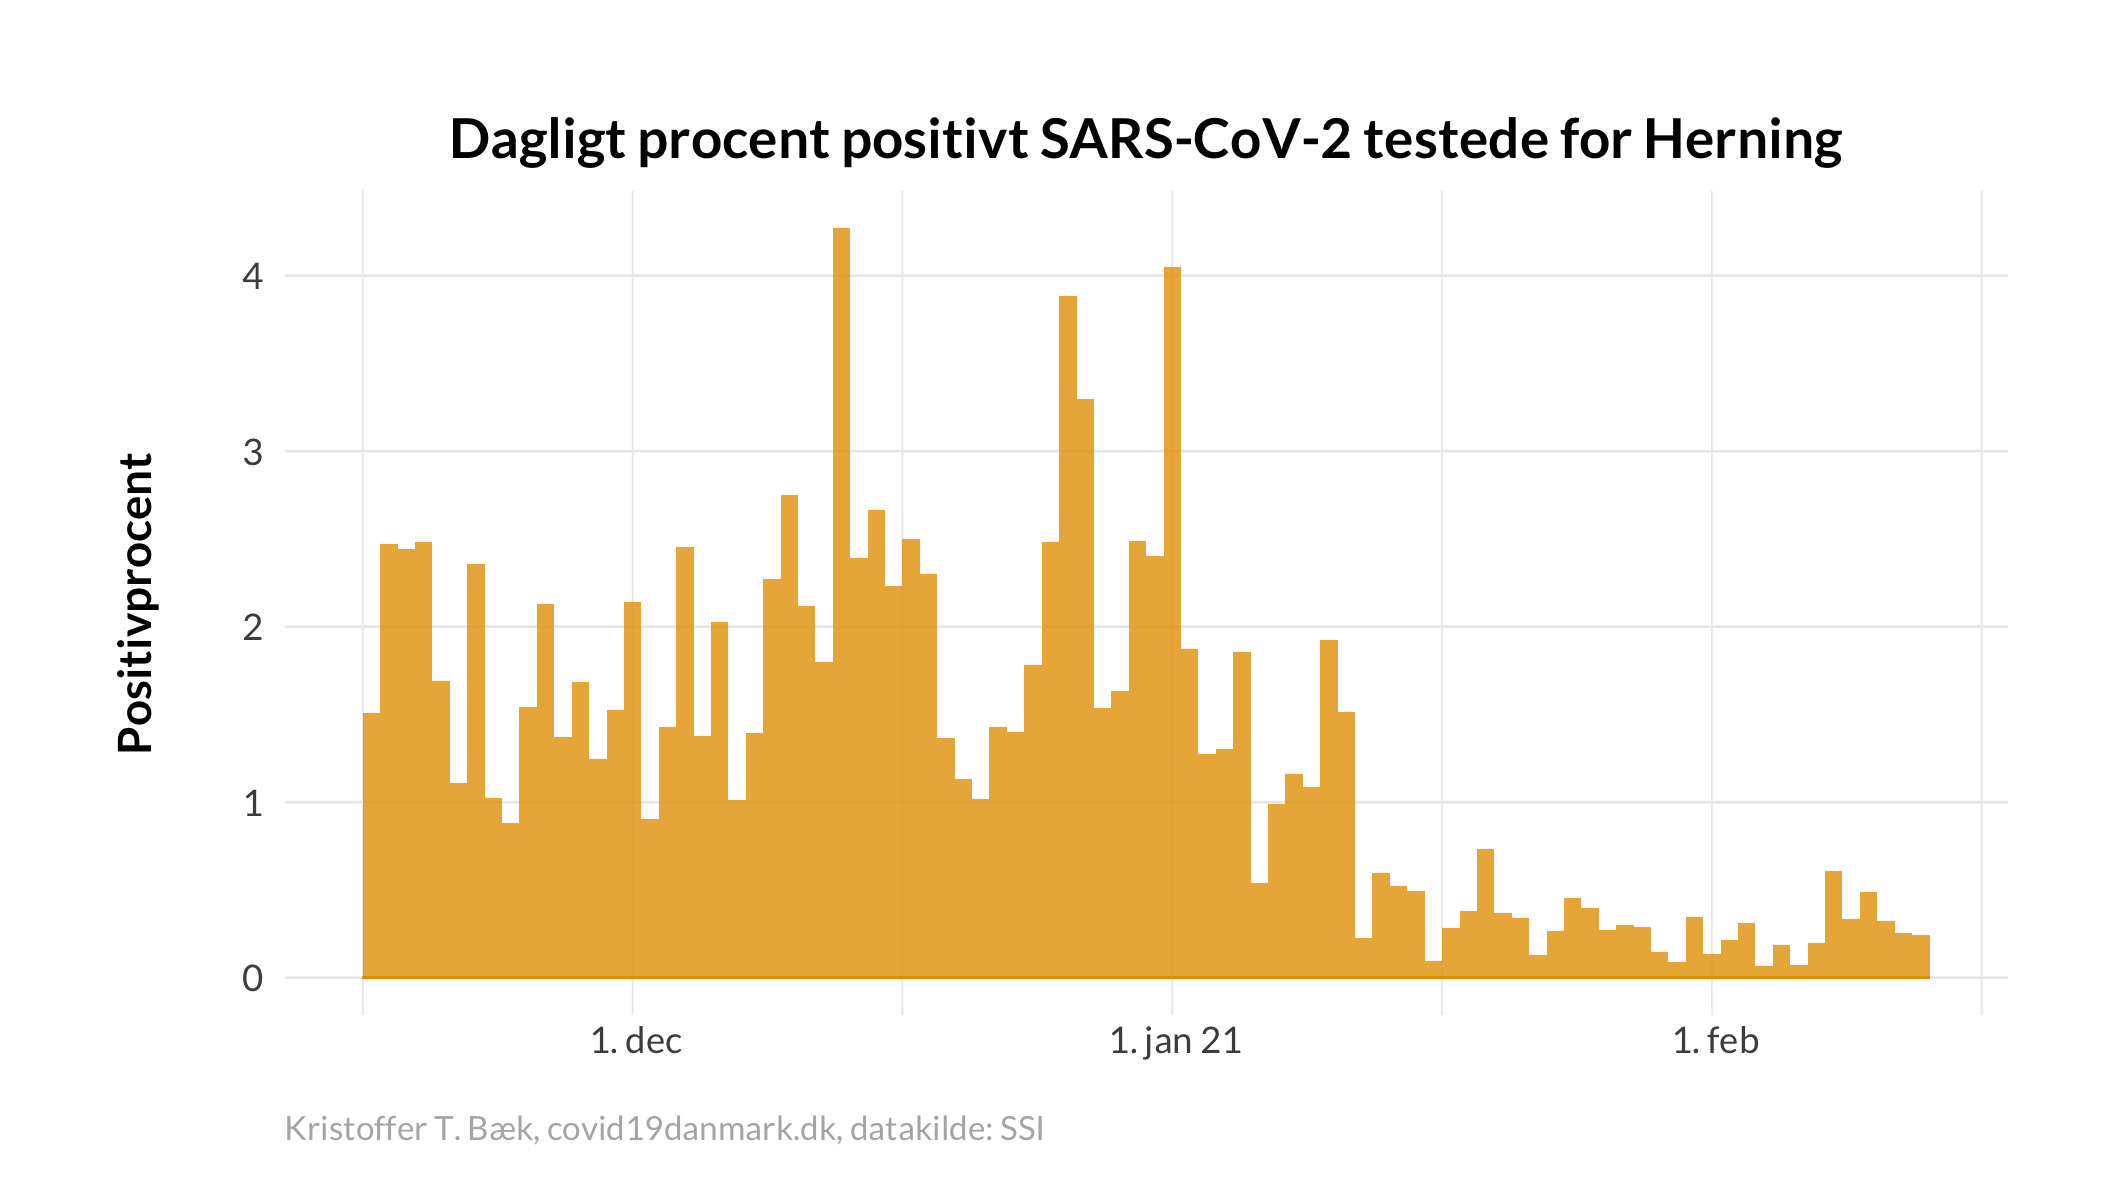 Dagligt procent positivt SARS-CoV-2 testede for Herning
Positivprocent
4
3
2
1
0
1. dec
1. jan 21
1. feb
Kristoffer T. Bæk, covid19danmark.dk, datakilde: SSI